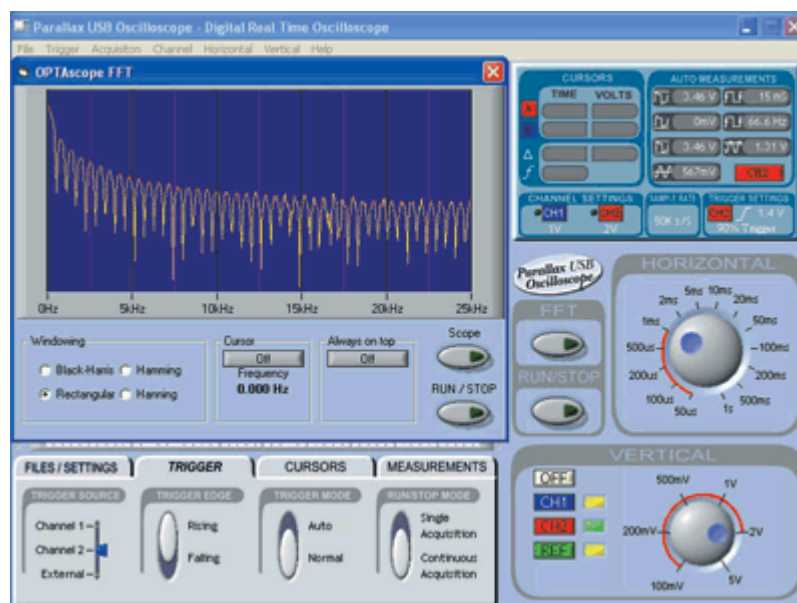 Parallax USB Oscilloscope - Digital Real Time Oscilloscope
File Trigger Acquisiton Channel Horizontal Vertical Help
OPTAscope FFT
0Hz 5kHz 10kHz 15kHz 20kHz 25kHz
Windowing
Black-Harris Hamming
Rectangular Hanning
Cursor
Off
Frequency
0.000 Hz
Always on top
Off
Scope
RUN / STOP
CURSORS
TIME VOLTS
AUTO MEASUREMENTS
3.46 V 15 mS
0mV 66.6 Hz
3.46 V 1.31 V
567mV CH2
CHANNEL SETTINGS
CH1 CH2
1V 2V
SAMPLE RATE
50K s/S
TRIGGER SETTINGS
CH2 1.4 V
90% Trigger
Parallax USB
Oscilloscope
FFT
RUN/STOP
HORIZONTAL
5ms 10ms
2ms 20ms
1ms 50ms
500us 100ms
200us 200ms
100us 500ms
50us 1s
FILES / SETTINGS TRIGGER CURSORS MEASUREMENTS
TRIGGER SOURCE
Channel 1
Channel 2
External
TRIGGER EDGE
Rising
Falling
TRIGGER MODE
Auto
Normal
RUN/STOP MODE
Single
Acquisition
Continuous
Acquisition
VERTICAL
OFF
CH1
CH2
REF
500mV 1V
200mV 2V
100mV 5V